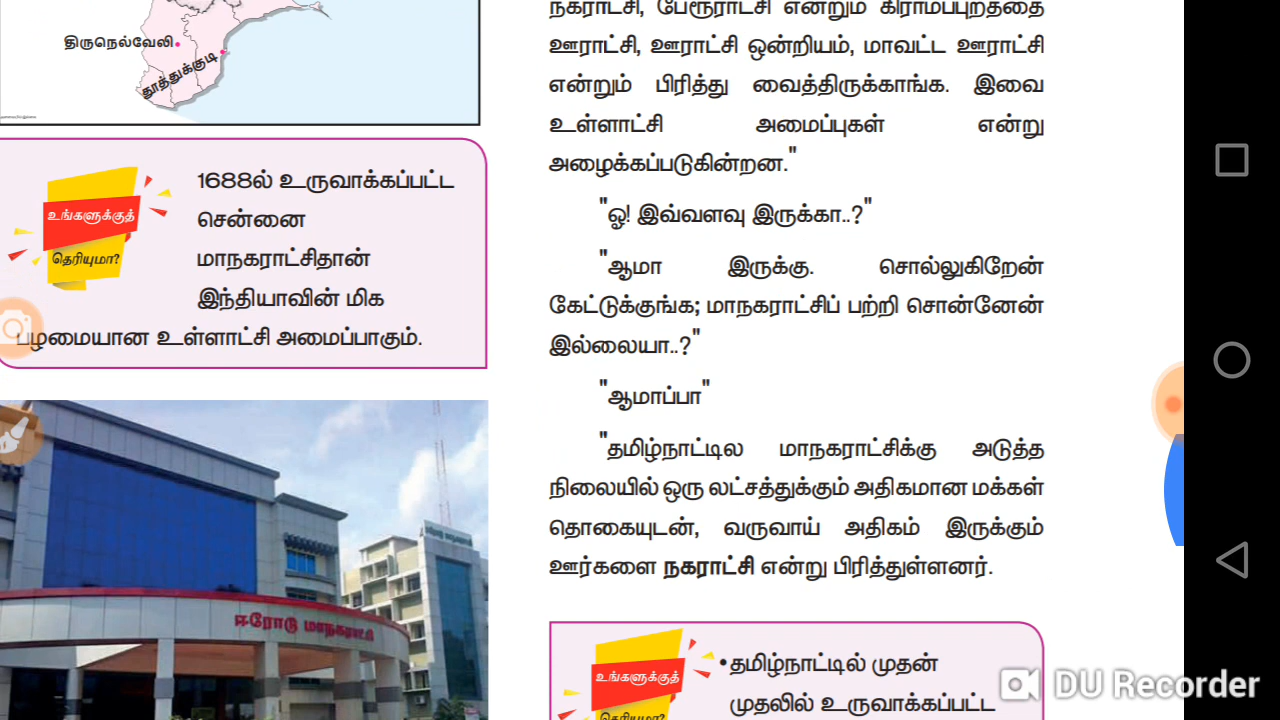 திருநெல்வேலி
தூத்துக்குடி
1688ல் உருவாக்கப்பட்ட
சென்னை
மாநகராட்சிதான்
இந்தியாவின் மிக
பழமையான உள்ளாட்சி அமைப்பாகும்.
உங்களுக்குத்
தெரியுமா?
ஈரோடு மாநகராட்சி
நகராட்சி, பேரூராட்சி என்றும் கிராமப்புறத்தை
ஊராட்சி, ஊராட்சி ஒன்றியம், மாவட்ட ஊராட்சி
என்றும் பிரித்து வைத்திருக்காங்க. இவை
உள்ளாட்சி அமைப்புகள் என்று
அழைக்கப்படுகின்றன."
"ஓ! இவ்வளவு இருக்கா..?"
"ஆமா இருக்கு. சொல்லுகிறேன்
கேட்டுக்குங்க; மாநகராட்சிப் பற்றி சொன்னேன்
இல்லையா..?"
"ஆமாப்பா"
"தமிழ்நாட்டில மாநகராட்சிக்கு அடுத்த
நிலையில் ஒரு லட்சத்துக்கும் அதிகமான மக்கள்
தொகையுடன், வருவாய் அதிகம் இருக்கும்
ஊர்களை நகராட்சி என்று பிரித்துள்ளனர்.
உங்களுக்குத்
தெரியுமா?
•தமிழ்நாட்டில் முதன்
முதலில் உருவாக்கப்பட்ட
DU Recorder